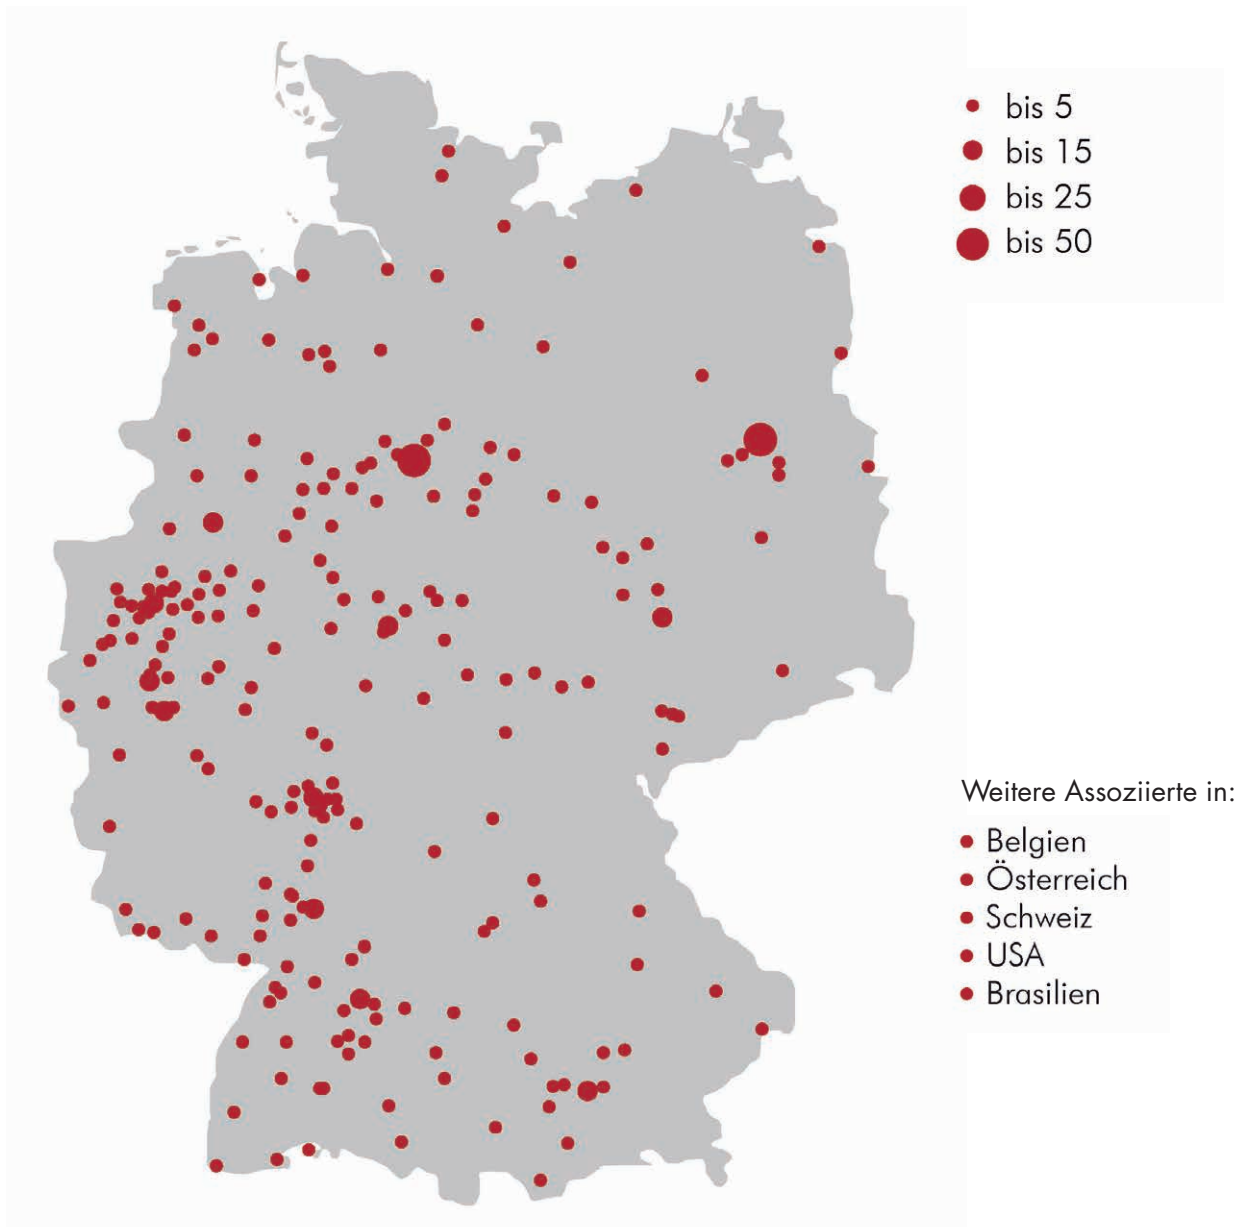 bis 5
bis 15
bis 25
bis 50
Weitere Assoziierte in:
Belgien
Österreich
Schweiz
USA
Brasilien